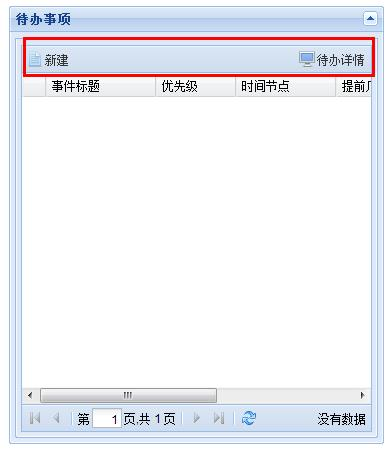 待办事项
新建 待办详情
事件标题 优先级 时间节点 提前
第 1 页,共 1 页 没有数据